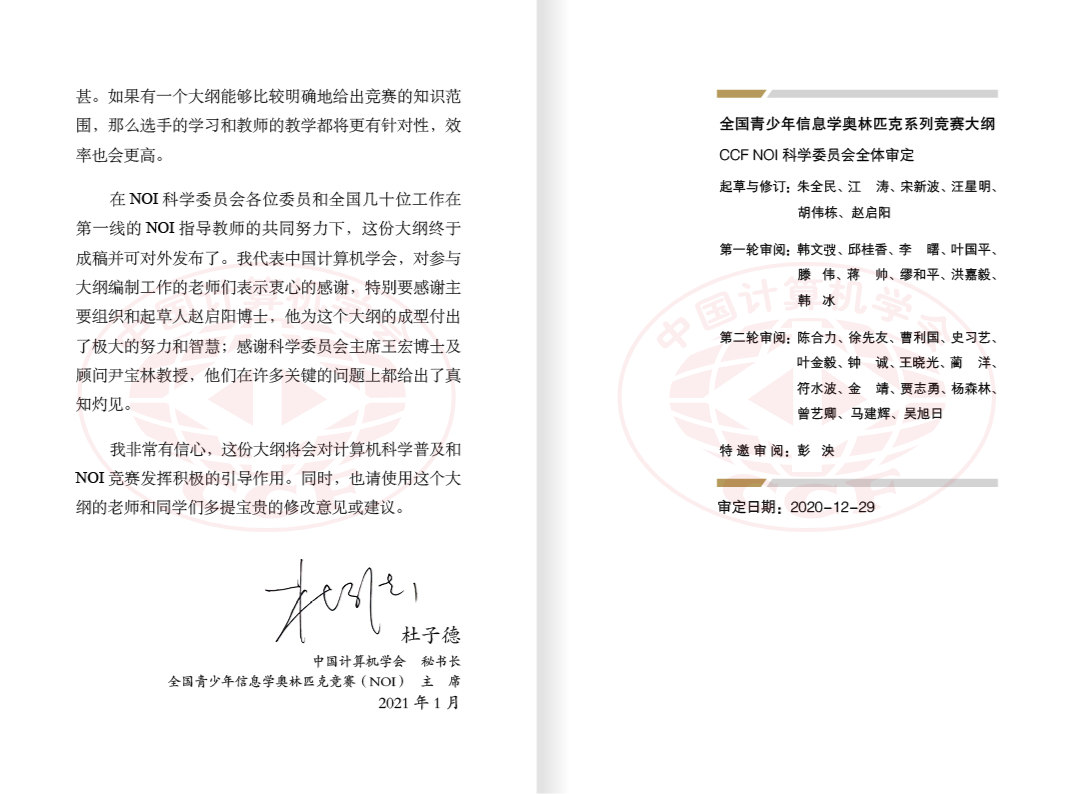 甚。如果有一个大纲能够比较明确地给出竞赛的知识范
围，那么选手的学习和教师的教学都将更有针对性，效
率也会更高。
在 NOI 科学委员会各位委员和全国几十位工作在
第一线的 NOI 指导教师的共同努力下，这份大纲终于
成稿并可对外发布了。我代表中国计算机学会，对参与
大纲编制工作的老师们表示衷心的感谢，特别要感谢主
要组织和起草人赵启阳博士，他为这个大纲的成型付出
了极大的努力和智慧；感谢科学委员会主席王宏博士及
顾问尹宝林教授，他们在许多关键的问题上都给出了真
知灼见。
我非常有信心，这份大纲将会对计算机科学普及和
NOI 竞赛发挥积极的引导作用。同时，也请使用这个大
纲的老师和同学们多提宝贵的修改意见或建议。
杜子德
杜子德
中国计算机学会　秘书长
全国青少年信息学奥林匹克竞赛（NOI）　主　席
2021 年 1 月
中国计算机学会
CCF
全国青少年信息学奥林匹克系列竞赛大纲
CCF NOI 科学委员会全体审定
起草与修订：朱全民、江　涛、宋新波、汪星明、
胡伟栋、赵启阳
第一轮审阅：韩文弢、邱桂香、李　曙、叶国平、
滕　伟、蒋　帅、缪和平、洪嘉毅、
韩　冰
第二轮审阅：陈合力、徐先友、曹利国、史习艺、
叶金毅、钟　诚、王晓光、蔺　洋、
符水波、金　靖、贾志勇、杨森林、
曾艺卿、马建辉、吴旭日
特 邀 审 阅：彭　泱
审定日期：2020-12-29
中国计算机学会
CCF